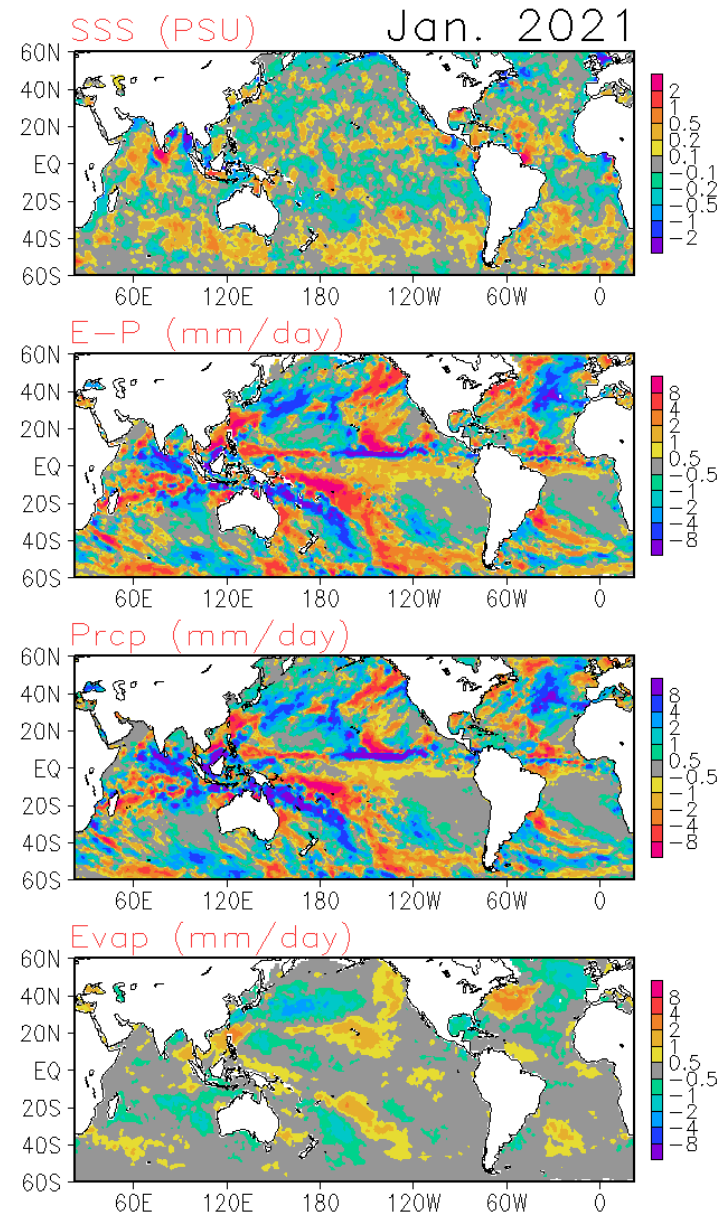 SSS (PSU) Jan. 2021
60N
40N
20N
EQ
20S
40S
60S
60E 120E 180 120W 60W 0
2
1
0.5
0.2
0.1
-0.1
-0.2
-0.5
-1
-2
E-P (mm/day)
60N
40N
20N
EQ
20S
40S
60S
60E 120E 180 120W 60W 0
8
4
2
1
0.5
-0.5
-1
-2
-4
-8
Prcp (mm/day)
60N
40N
20N
EQ
20S
40S
60S
60E 120E 180 120W 60W 0
8
4
2
1
0.5
-0.5
-1
-2
-4
-8
Evap (mm/day)
60N
40N
20N
EQ
20S
40S
60S
60E 120E 180 120W 60W 0
8
4
2
1
0.5
-0.5
-1
-2
-4
-8